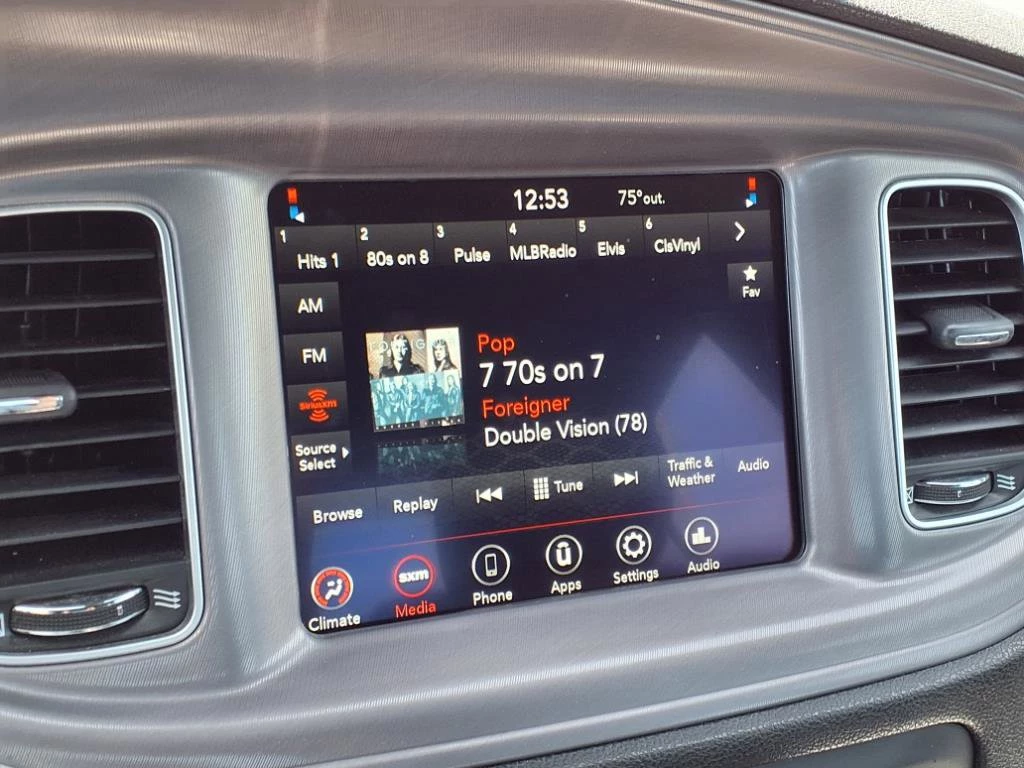 12:53 75°out.
1 2 3 4 5 6
Hits 1 80s on 8 Pulse MLBRadio Elvis ClsVinyl
AM
FM
SiriusXM
Source
Select
Fav
Pop
7 70s on 7
Foreigner
Double Vision (78)
Browse Replay Tune
Traffic &
Weather
Audio
Climate
sxm
Media
Phone
ū
Apps
Settings
Audio